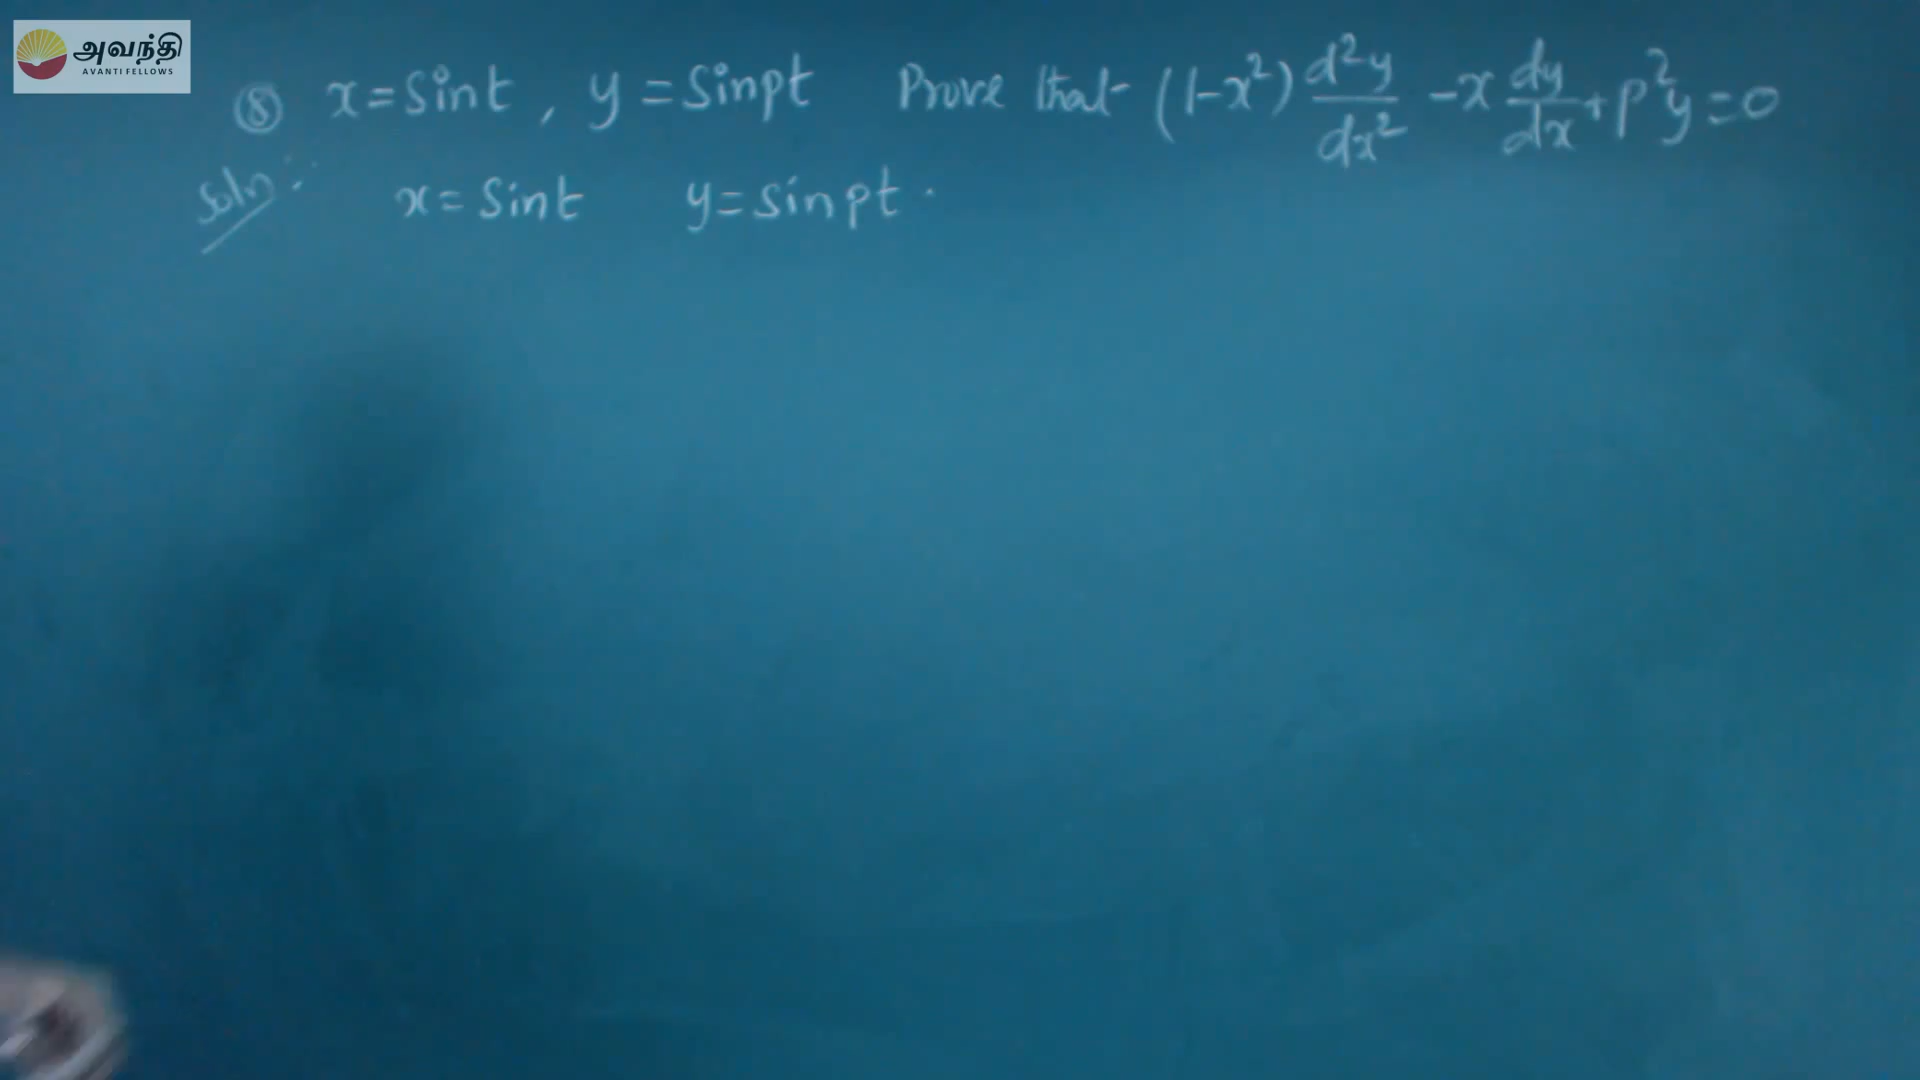 அவந்தி
AVANTI FELLOWS
⑧ x = Sint , y = Sinpt Prove that (1-x²) d²y/dx² - x dy/dx + p²y = 0
Soln : x = Sint y = sinpt .